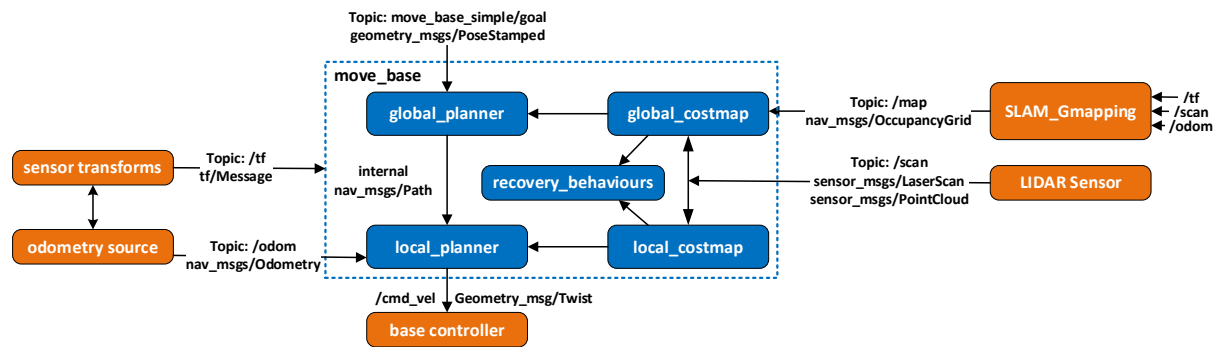 Topic: move_base_simple/goal
geometry_msgs/PoseStamped
move_base
global_planner
global_costmap
Topic: /map
nav_msgs/OccupancyGrid
SLAM_Gmapping
/tf
/scan
/odom
sensor transforms
Topic: /tf
tf/Message
internal
nav_msgs/Path
recovery_behaviours
Topic: /scan
sensor_msgs/LaserScan
sensor_msgs/PointCloud
LIDAR Sensor
odometry source
Topic: /odom
nav_msgs/Odometry
local_planner
local_costmap
/cmd_vel
Geometry_msg/Twist
base controller